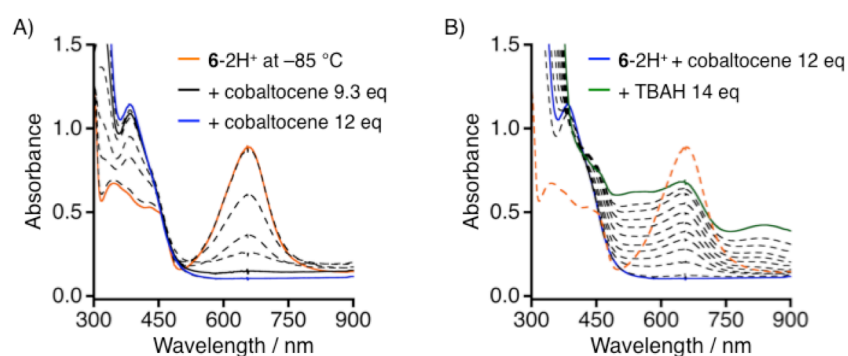 A)
1.5
1.0
0.5
0.0
Absorbance
6-2H⁺ at –85 °C
+ cobaltocene 9.3 eq
+ cobaltocene 12 eq
300 450 600 750 900
Wavelength / nm
B)
1.5
1.0
0.5
0.0
Absorbance
6-2H⁺ + cobaltocene 12 eq
+ TBAH 14 eq
300 450 600 750 900
Wavelength / nm